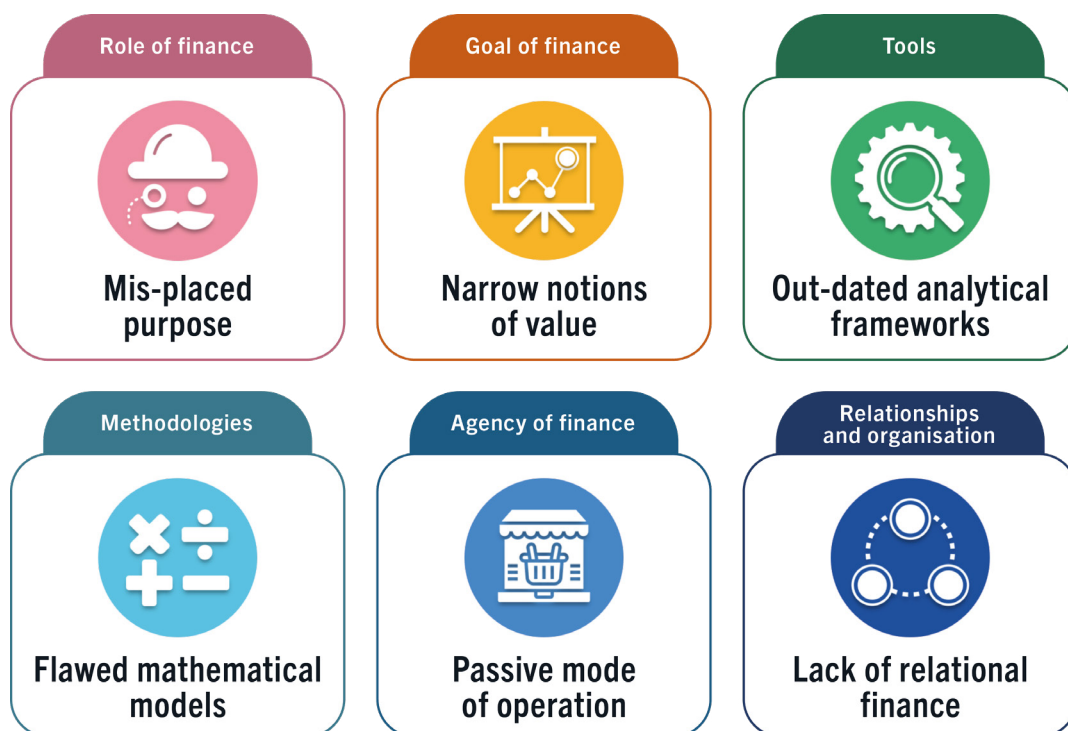 Role of finance
Mis-placed
purpose
Goal of finance
Narrow notions
of value
Tools
Out-dated analytical
frameworks
Methodologies
Flawed mathematical
models
Agency of finance
Passive mode
of operation
Relationships
and organisation
Lack of relational
finance